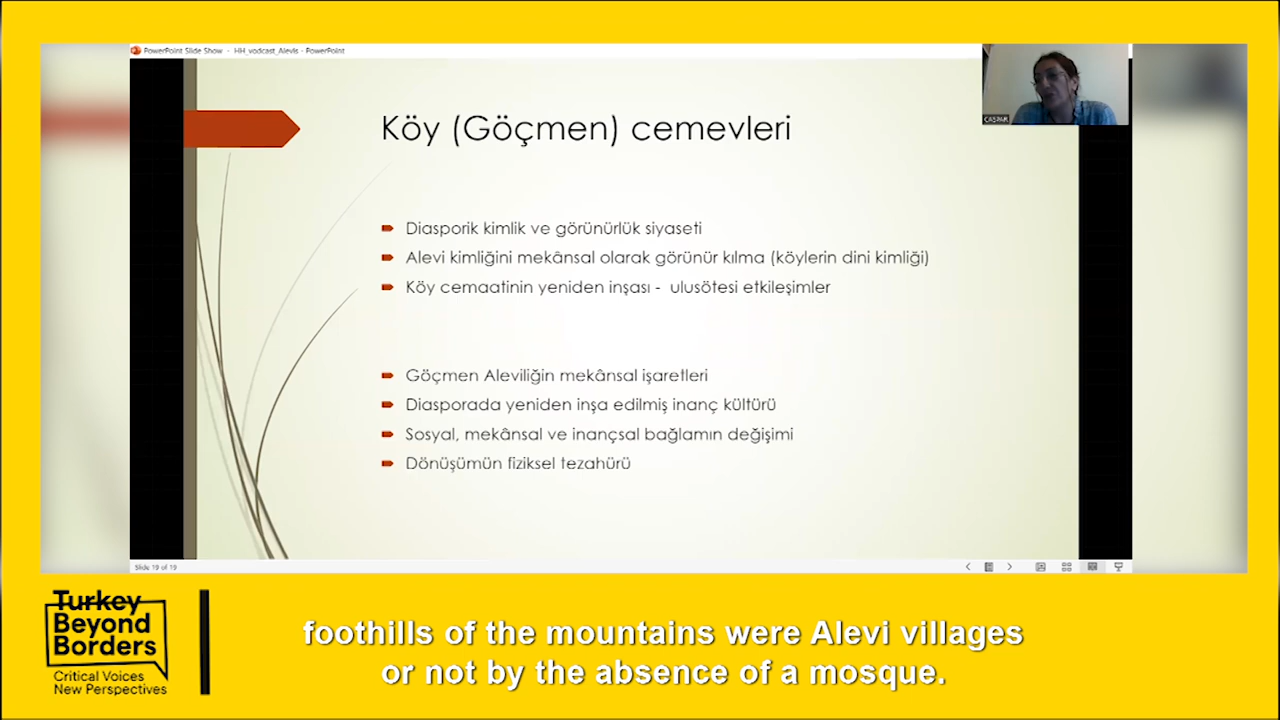 PowerPoint Slide Show - HH_vodcast_Alevis - PowerPoint
CASPAR
Köy (Göçmen) cemevleri
Diasporik kimlik ve görünürlük siyaseti
Alevi kimliğini mekânsal olarak görünür kılma (köylerin dini kimliği)
Köy cemaatinin yeniden inşası - ulusötesi etkileşimler
Göçmen Aleviliğin mekânsal işaretleri
Diasporada yeniden inşa edilmiş inanç kültürü
Sosyal, mekânsal ve inançsal bağlamın değişimi
Dönüşümün fiziksel tezahürü
Slide 19 of 19
Turkey
Beyond
Borders
Critical Voices
New Perspectives
foothills of the mountains were Alevi villages
or not by the absence of a mosque.